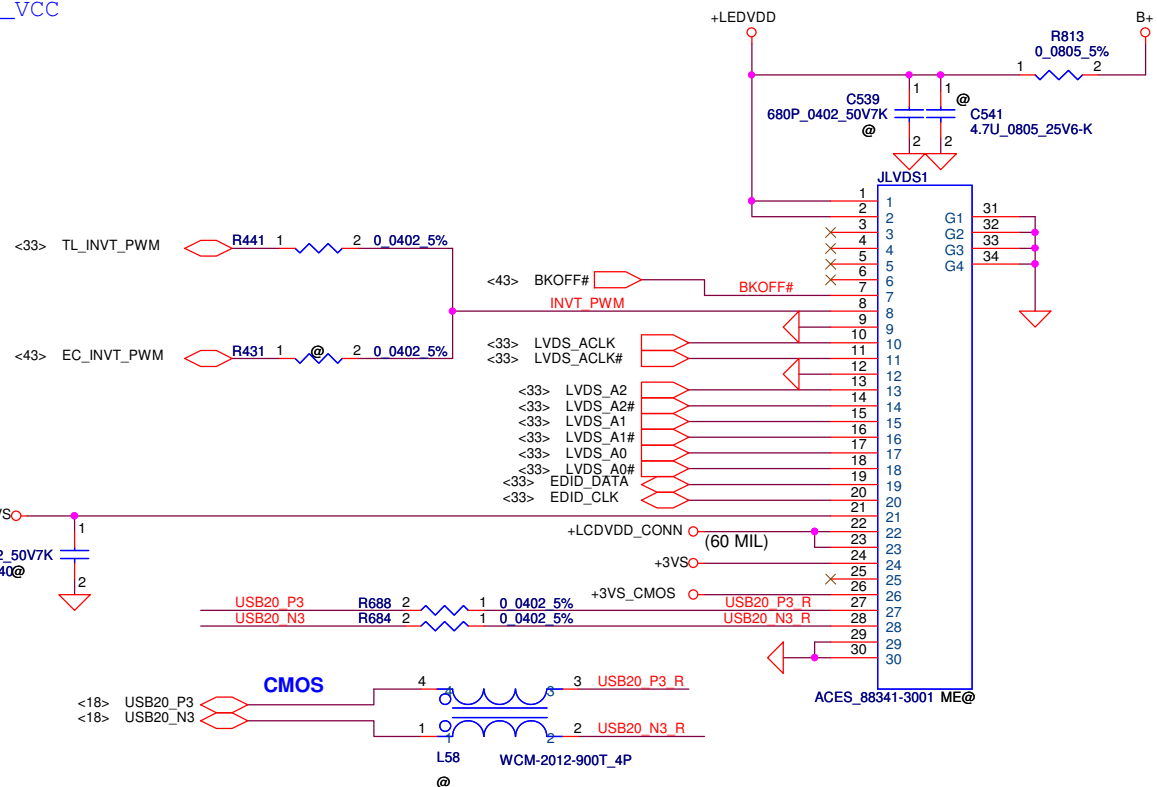 _VCC
+LEDVDD
B+
R813
0_0805_5%
1 2
1 1 @
C539
680P_0402_50V7K
@
C541
4.7U_0805_25V6-K
2 2
JLVDS1
1 1
2 2
3 3
4 4
5 5
6 6
7 7
8 8
9 9
10 10
11 11
12 12
13 13
14 14
15 15
16 16
17 17
18 18
19 19
20 20
21 21
22 22
23 23
24 24
25 25
26 26
27 27
28 28
29 29
30 30
G1 31
G2 32
G3 33
G4 34
<33> TL_INVT_PWM R441 1 2 0_0402_5%
<43> BKOFF# BKOFF#
INVT_PWM
<43> EC_INVT_PWM R431 1 @ 2 0_0402_5%
<33> LVDS_ACLK
<33> LVDS_ACLK#
<33> LVDS_A2
<33> LVDS_A2#
<33> LVDS_A1
<33> LVDS_A1#
<33> LVDS_A0
<33> LVDS_A0#
<33> EDID_DATA
<33> EDID_CLK
VS
1
2_50V7K
40@
2
+LCDVDD_CONN (60 MIL)
+3VS
+3VS_CMOS
USB20_P3 R688 2 1 0_0402_5% USB20_P3_R
USB20_N3 R684 2 1 0_0402_5% USB20_N3_R
ACES_88341-3001 ME@
CMOS
<18> USB20_P3 4 4 3 3 USB20_P3_R
<18> USB20_N3 1 1 2 2 USB20_N3_R
L58 WCM-2012-900T_4P
@